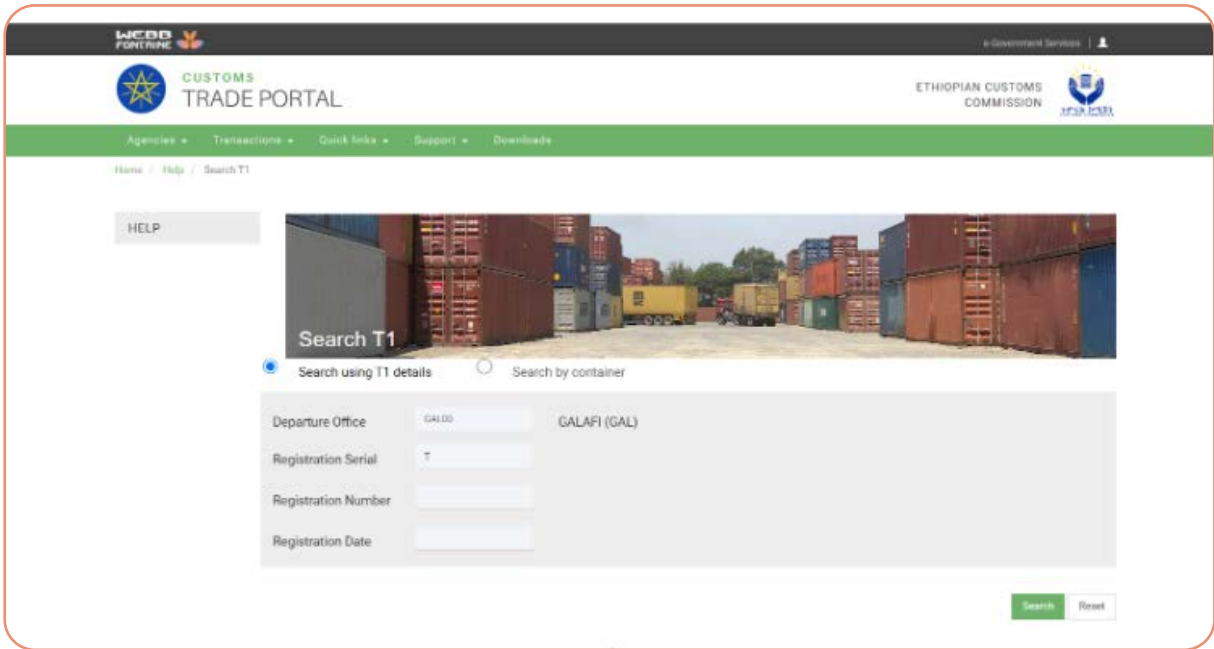 WEBB
FONTAINE
e-Government Services |
CUSTOMS
TRADE PORTAL
ETHIOPIAN CUSTOMS
COMMISSION
Agencies Transactions Quick links Support Downloads
Home / Help / Search T1
HELP
Search T1
Search using T1 details Search by container
Departure Office GAL00 GALAFI (GAL)
Registration Serial T
Registration Number
Registration Date
Search Reset